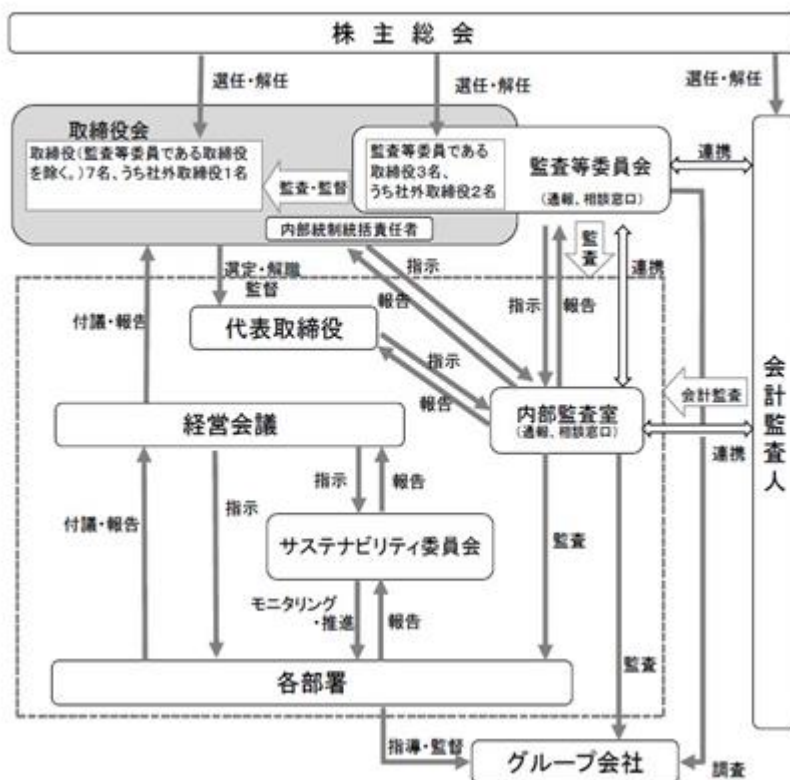 株主総会
選任・解任
選任・解任
選任・解任
取締役会
取締役(監査等委員である取締役
を除く。)7名、うち社外取締役1名
監査・監督
監査等委員である
取締役3名、
うち社外取締役2名
監査等委員会
(通報、相談窓口)
連携
内部統制統括責任者
監査
選定・解職
監督
指示
報告
指示
報告
連携
付議・報告
代表取締役
指示
報告
内部監査室
(通報、相談窓口)
会計監査
連携
会計監査人
経営会議
指示
報告
指示
付議・報告
サステナビリティ委員会
監査
モニタリング
・推進
報告
各部署
監査
指導・監督
グループ会社
調査